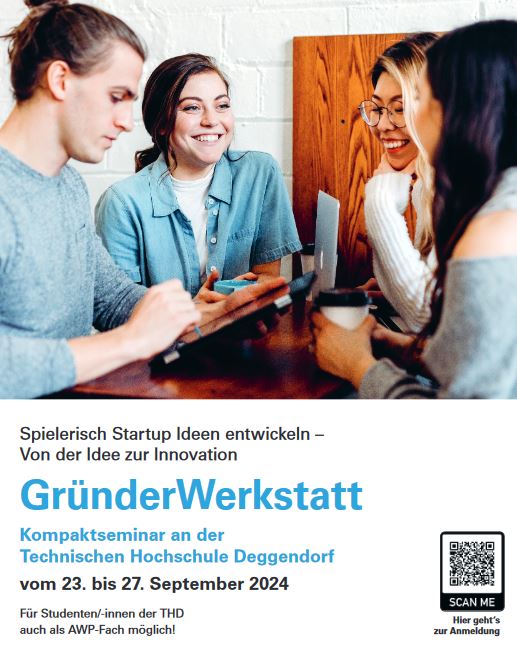 Spielerisch Startup Ideen entwickeln –
Von der Idee zur Innovation
GründerWerkstatt
Kompaktseminar an der
Technischen Hochschule Deggendorf
vom 23. bis 27. September 2024
Für Studenten/-innen der THD
auch als AWP-Fach möglich!
SCAN ME
Hier geht's
zur Anmeldung